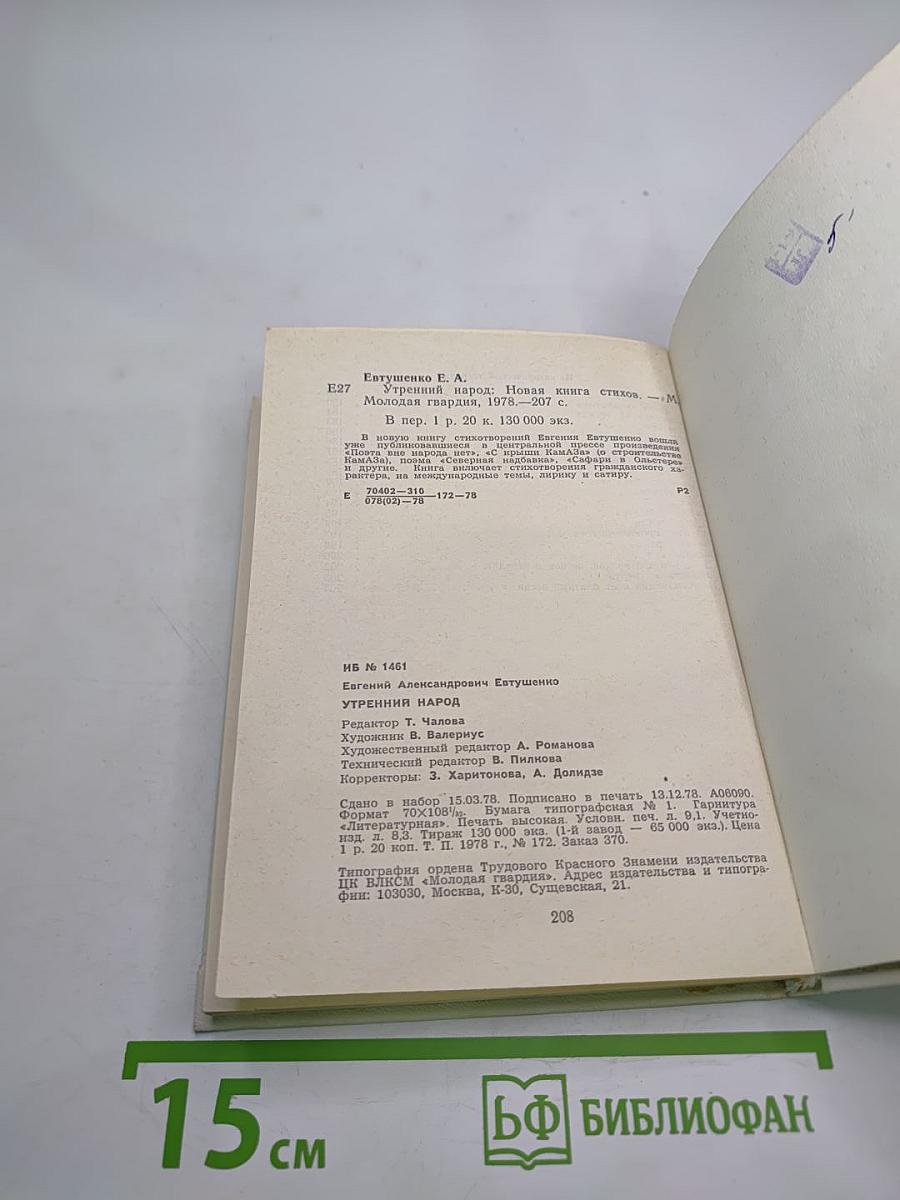 Евтушенко Е. А.
Е27 Утренний народ: Новая книга стихов. — М.
Молодая гвардия, 1978.—207 с.
В пер. 1 р. 20 к. 130 000 экз.
В новую книгу стихотворений Евгения Евтушенко вошли
уже публиковавшиеся в центральной прессе произведения
«Поэта вне народа нет», «С крыши КамАЗа» (о строительстве
КамАЗа), поэма «Северная надбавка», «Сафари в Ольстере»
и другие. Книга включает стихотворения гражданского ха-
рактера, на международные темы, лирику и сатиру.
Е 70402—310
078(02)—78 —172—78 Р2
ИБ № 1461
Евгений Александрович Евтушенко
УТРЕННИЙ НАРОД
Редактор Т. Чалова
Художник В. Валериус
Художественный редактор А. Романова
Технический редактор В. Пилкова
Корректоры: З. Харитонова, А. Долидзе
Сдано в набор 15.03.78. Подписано в печать 13.12.78. А06090.
Формат 70×108¹/₃₂. Бумага типографская № 1. Гарнитура
«Литературная». Печать высокая. Условн. печ. л. 9,1. Учетно-
изд. л. 8,3. Тираж 130 000 экз. (1-й завод — 65 000 экз.). Цена
1 р. 20 коп. Т. П. 1978 г., № 172. Заказ 370.
Типография ордена Трудового Красного Знамени издательства
ЦК ВЛКСМ «Молодая гвардия». Адрес издательства и типогра-
фии: 103030, Москва, К-30, Сущевская, 21.
208
15 см
БФ БИБЛИОФАН